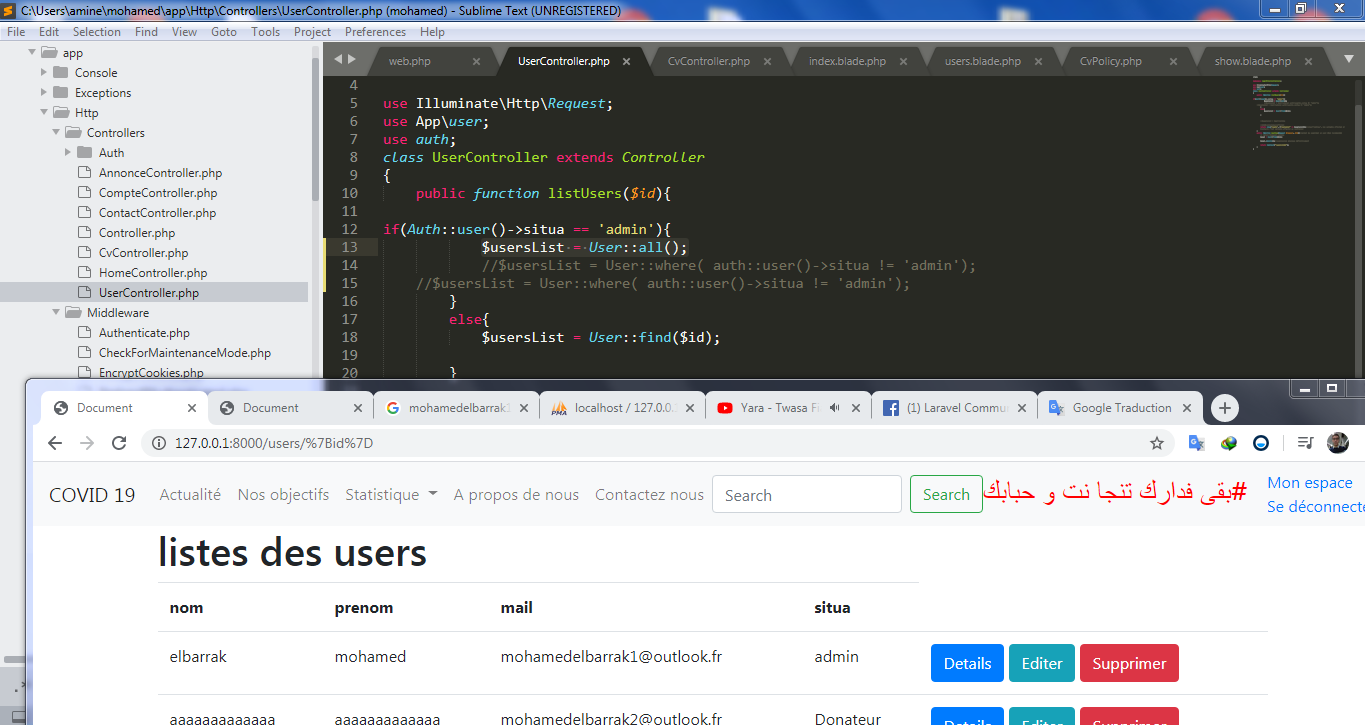 C:\Users\amine\mohamed\app\Http\Controllers\UserController.php (mohamed) - Sublime Text (UNREGISTERED)
File Edit Selection Find View Goto Tools Project Preferences Help
app
Console
Exceptions
Http
Controllers
Auth
AnnonceController.php
CompteController.php
ContactController.php
Controller.php
CvController.php
HomeController.php
UserController.php
Middleware
Authenticate.php
CheckForMaintenanceMode.php
EncryptCookies.php
web.php UserController.php CvController.php index.blade.php users.blade.php CvPolicy.php show.blade.php
4
5 use Illuminate\Http\Request;
6 use App\user;
7 use auth;
8 class UserController extends Controller
9 {
10 public function listUsers($id){
11
12 if(Auth::user()->situa == 'admin'){
13 $usersList = User::all();
14 //$usersList = User::where( auth::user()->situa != 'admin');
15 //$usersList = User::where( auth::user()->situa != 'admin');
16 }
17 else{
18 $usersList = User::find($id);
19
20 }
Document Document mohamedelbarrak1 localhost / 127.0.0. Yara - Twasa Fi (1) Laravel Commu Google Traduction
127.0.0.1:8000/users/%7Bid%7D
COVID 19 Actualité Nos objectifs Statistique A propos de nous Contactez nous Search Search #بقى فدارك تنجا نت و حبابك Mon espace
Se déconnecte
listes des users
nom prenom mail situa
elbarrak mohamed mohamedelbarrak1@outlook.fr admin Details Editer Supprimer
aaaaaaaaaaaaa aaaaaaaaaaaaa mohamedelbarrak2@outlook.fr Donateur Details Editer Supprimer